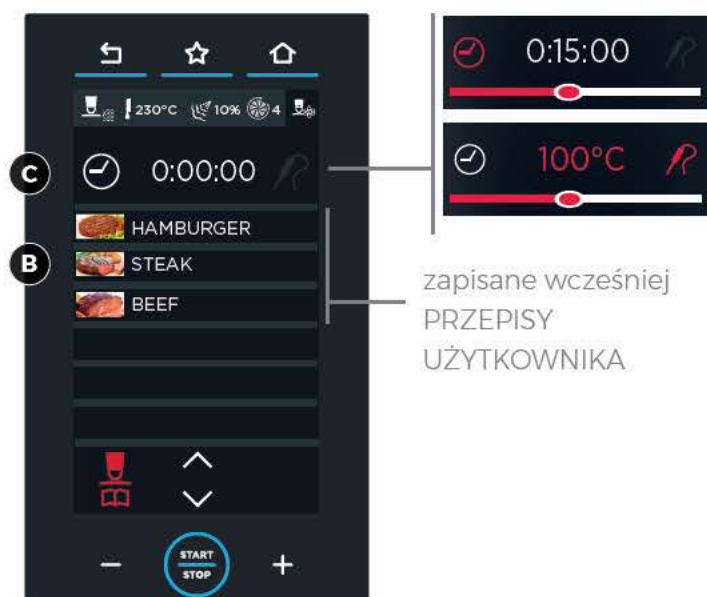 230°C 10% 4
C
0:00:00
HAMBURGER
B
STEAK
BEEF
−
START
STOP
+
0:15:00
100°C
zapisane wcześniej
PRZEPISY
UŻYTKOWNIKA